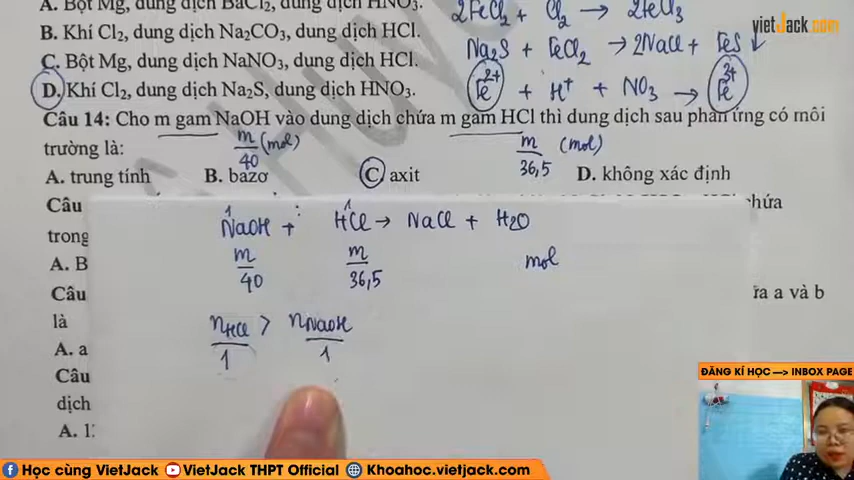 A. Bột Mg, dung dịch BaCl₂, dung dịch HNO₃.
2FeCl₂ + Cl₂ → 2FeCl₃
vietJack.com
B. Khí Cl₂, dung dịch Na₂CO₃, dung dịch HCl.
Na₂S + FeCl₂ → 2NaCl + FeS↓
C. Bột Mg, dung dịch NaNO₃, dung dịch HCl.
D. Khí Cl₂, dung dịch Na₂S, dung dịch HNO₃.
Fe²⁺ + H⁺ + NO₃ → Fe³⁺
Câu 14: Cho m gam NaOH vào dung dịch chứa m gam HCl thì dung dịch sau phản ứng có môi
trường là:
m/40 (mol)
m/36,5 (mol)
A. trung tính B. bazơ C. axit D. không xác định
Câu
chứa
trong
1 NaOH + 1 HCl → NaCl + H₂O
A. B
m/40 m/36,5 mol
Câu
ra a và b
là
nHCl/1 > nNaOH/1
A. a
Câu
dịch
A. 1
ĐĂNG KÍ HỌC —> INBOX PAGE
Học cùng VietJack VietJack THPT Official Khoahoc.vietjack.com